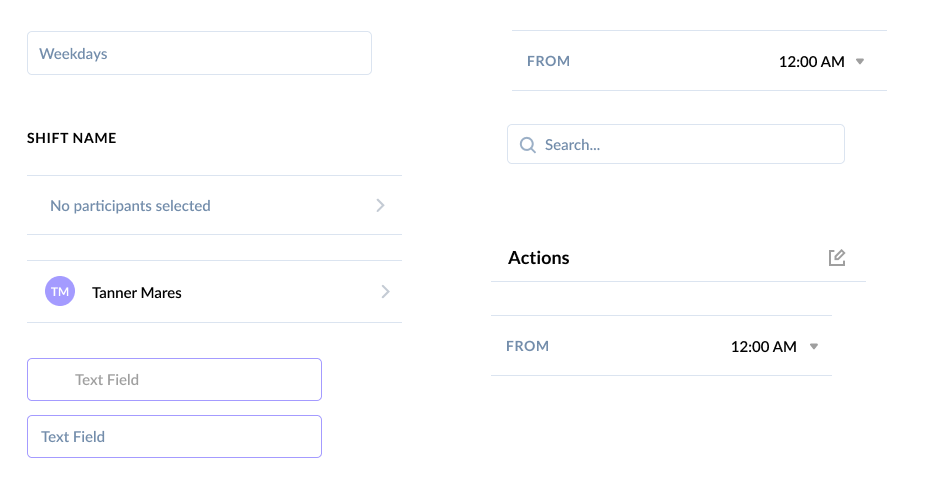 Weekdays
SHIFT NAME
No participants selected
TM Tanner Mares
Text Field
Text Field
FROM 12:00 AM
Search...
Actions
FROM 12:00 AM